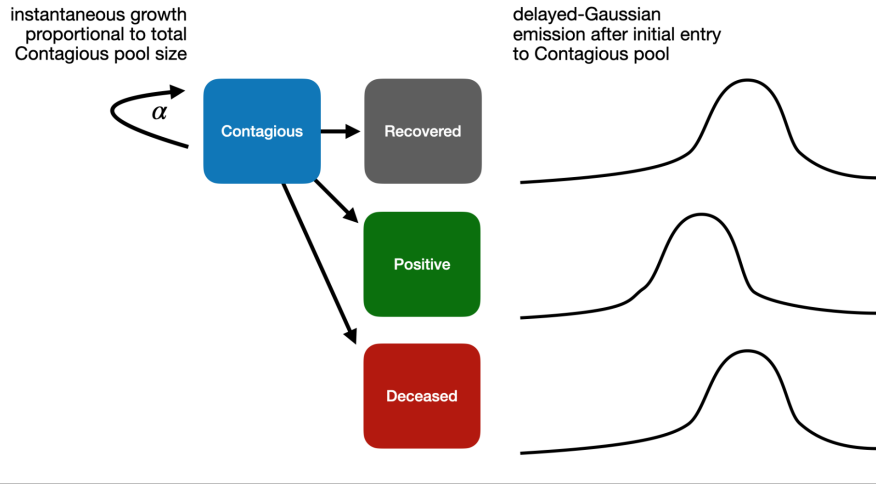 instantaneous growth
proportional to total
Contagious pool size
delayed-Gaussian
emission after initial entry
to Contagious pool
α
Contagious
Recovered
Positive
Deceased